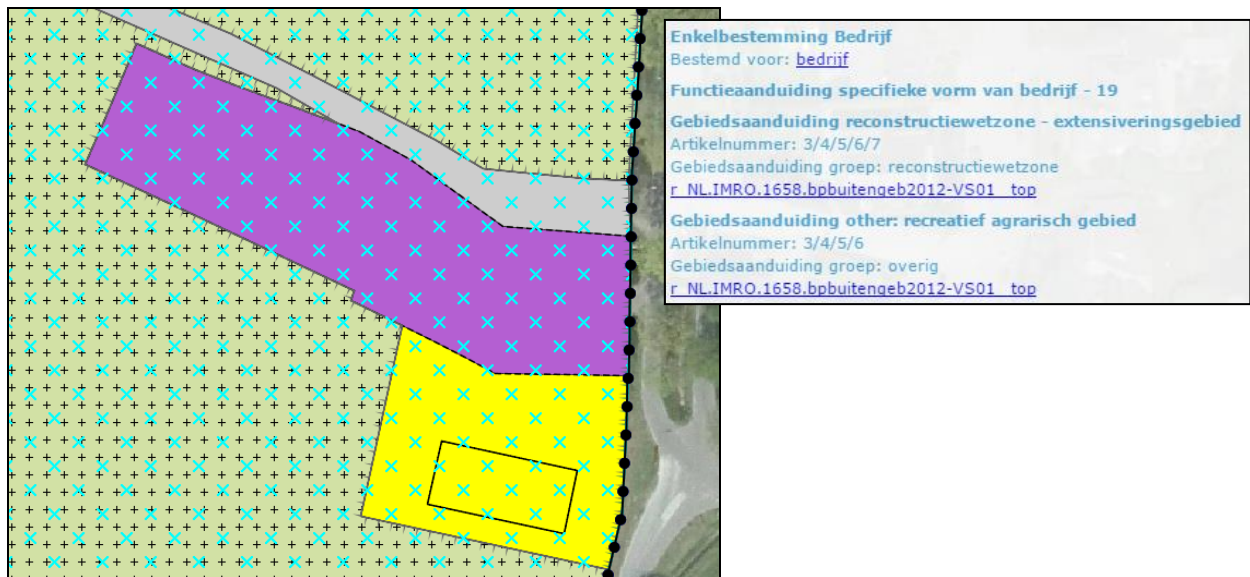 Enkelbestemming Bedrijf
Bestemd voor: bedrijf
Functieaanduiding specifieke vorm van bedrijf - 19
Gebiedsaanduiding reconstructiewetzone - extensiveringsgebied
Artikelnummer: 3/4/5/6/7
Gebiedsaanduiding groep: reconstructiewetzone
r_NL.IMRO.1658.bpbuitengeb2012-VS01__top
Gebiedsaanduiding other: recreatief agrarisch gebied
Artikelnummer: 3/4/5/6
Gebiedsaanduiding groep: overig
r_NL.IMRO.1658.bpbuitengeb2012-VS01__top